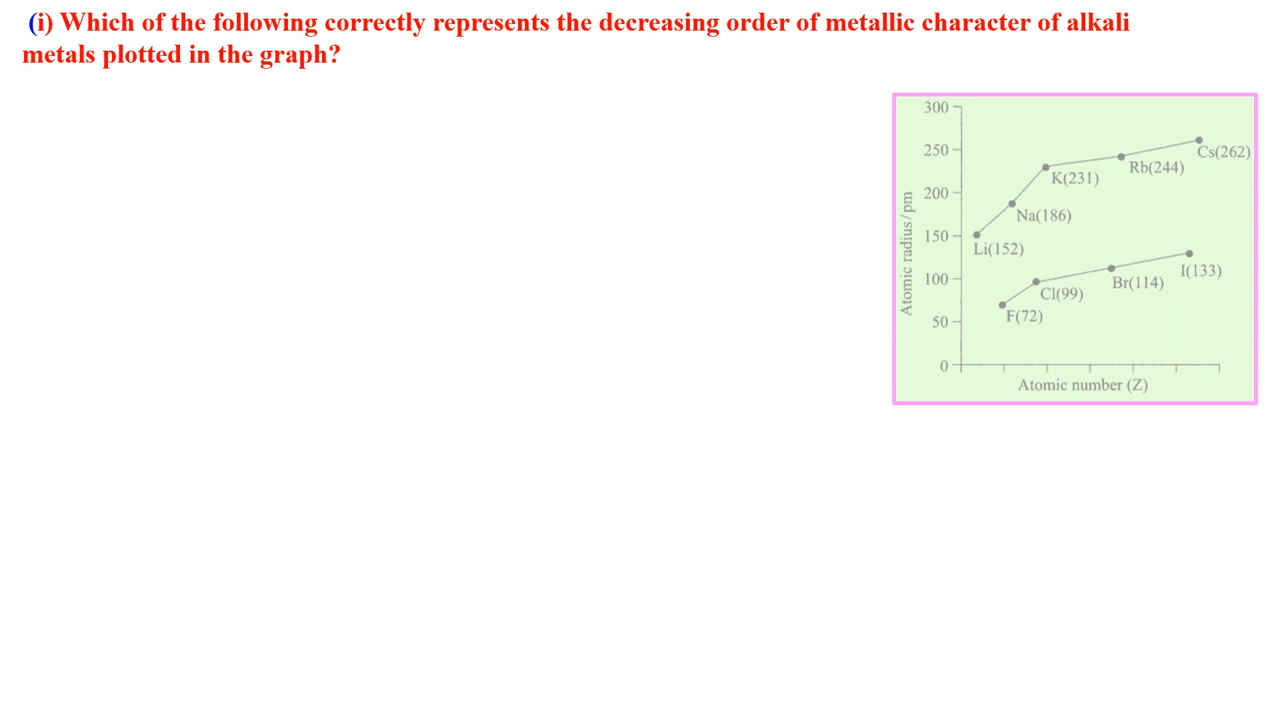 (i) Which of the following correctly represents the decreasing order of metallic character of alkali
metals plotted in the graph?
300
250
200
150
100
50
0
Atomic radius/pm
Cs(262)
Rb(244)
K(231)
Na(186)
Li(152)
I(133)
Br(114)
Cl(99)
F(72)
Atomic number (Z)